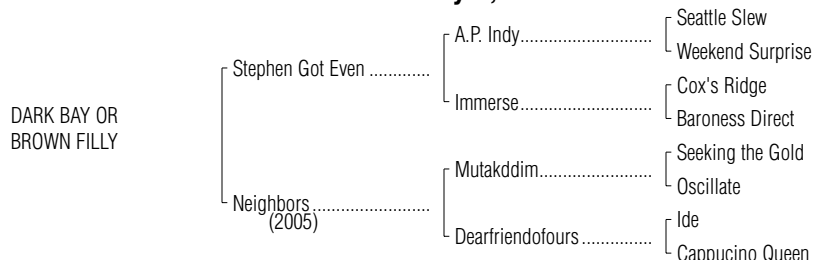 Seattle Slew
A.P. Indy
Weekend Surprise
Stephen Got Even
Cox's Ridge
Immerse
Baroness Direct
DARK BAY OR
BROWN FILLY
Seeking the Gold
Mutakddim
Oscillate
Neighbors
(2005)
Ide
Dearfriendofours
Cappucino Queen